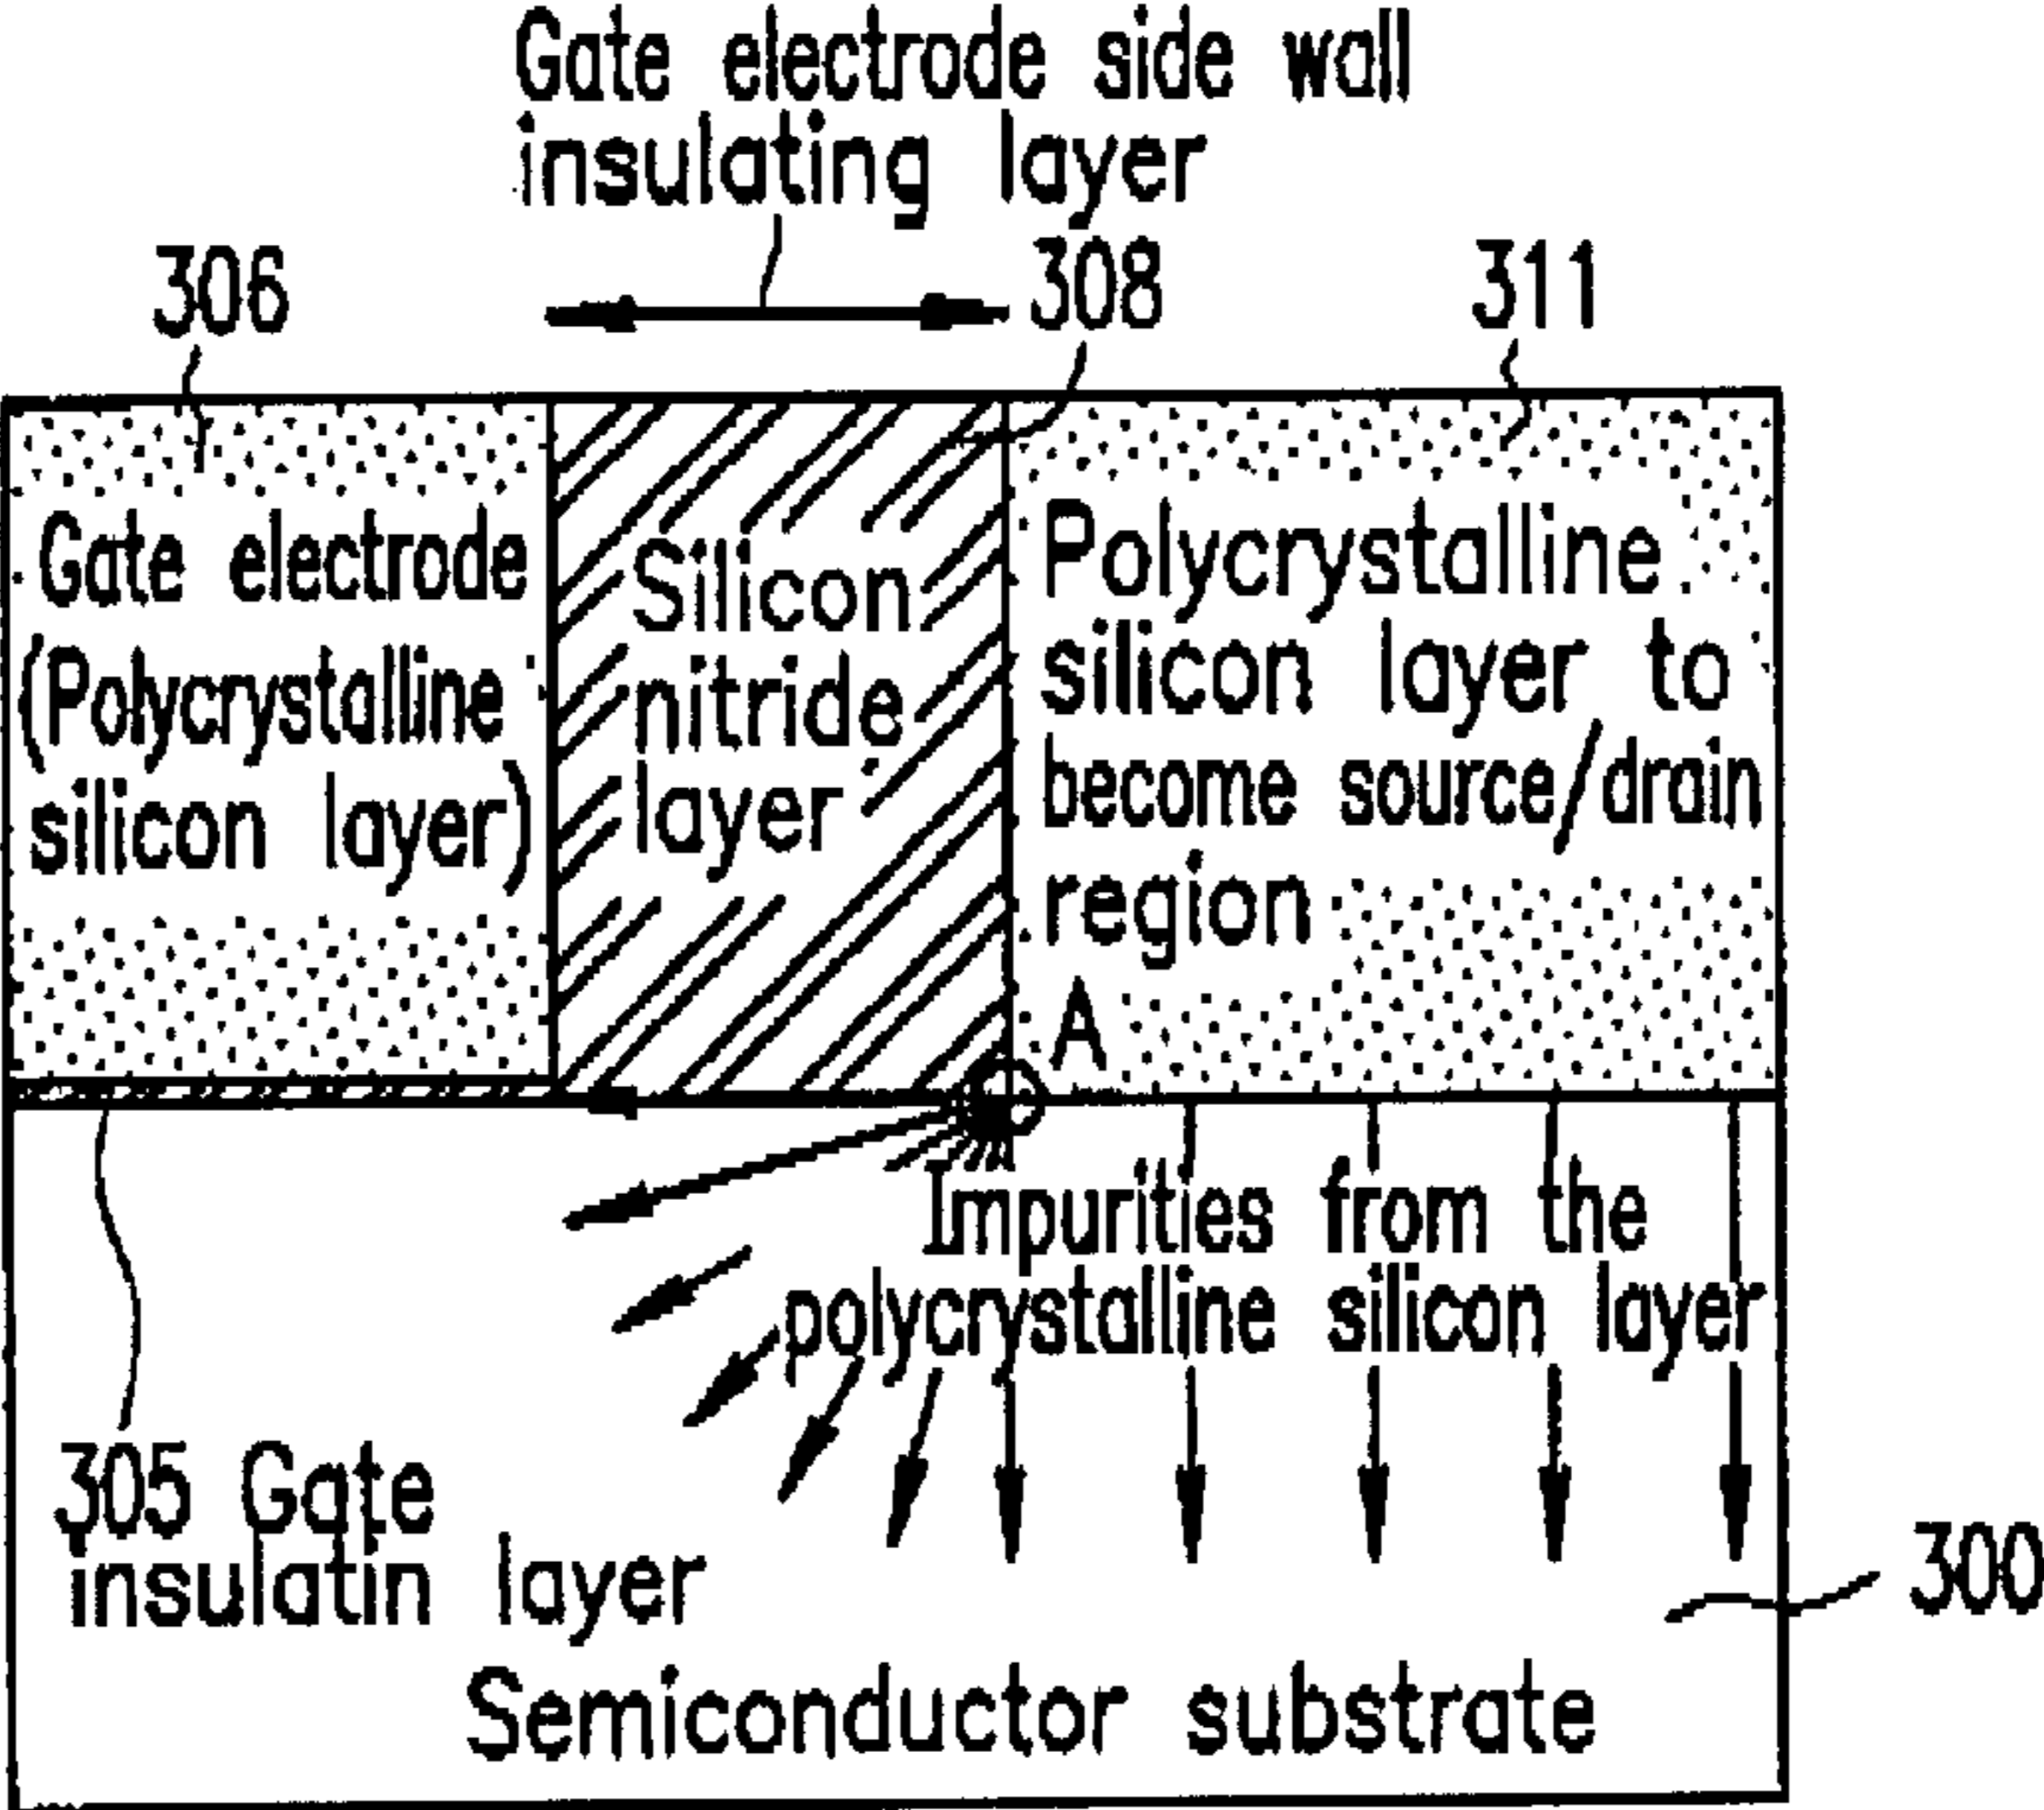 Gate electrode side wall
insulating layer
306
308
311
Gate electrode
(Polycrystalline
silicon layer)
Silicon
nitride
layer
Polycrystalline
silicon layer to
become source/drain
region
A
Impurities from the
polycrystalline silicon layer
305 Gate
insulatin layer
300
Semiconductor substrate